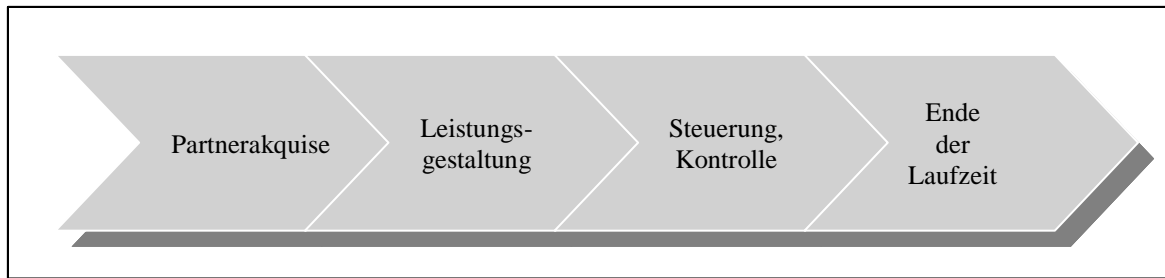 Partnerakquise
Leistungs-
gestaltung
Steuerung,
Kontrolle
Ende
der
Laufzeit